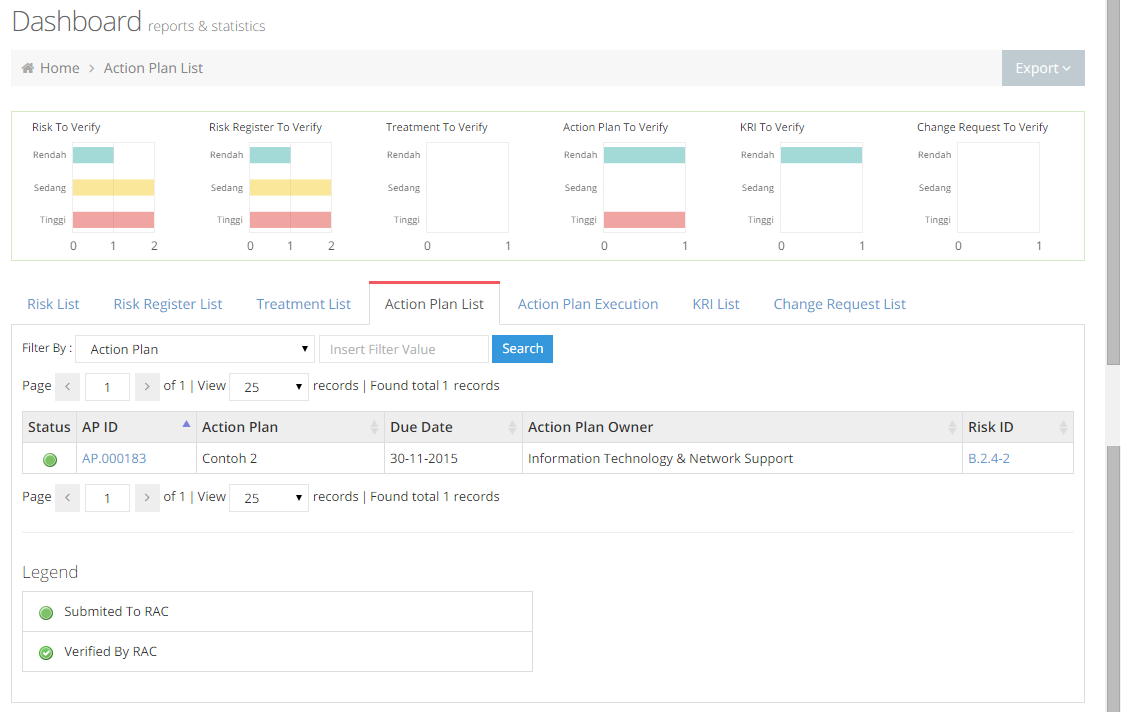 Dashboard reports & statistics
Home > Action Plan List
Export
Risk To Verify
Rendah
Sedang
Tinggi
0 1 2
Risk Register To Verify
Rendah
Sedang
Tinggi
0 1 2
Treatment To Verify
Rendah
Sedang
Tinggi
0 1
Action Plan To Verify
Rendah
Sedang
Tinggi
0 1
KRI To Verify
Rendah
Sedang
Tinggi
0 1
Change Request To Verify
Rendah
Sedang
Tinggi
0 1
Risk List Risk Register List Treatment List Action Plan List Action Plan Execution KRI List Change Request List
Filter By : Action Plan Insert Filter Value Search
Page < 1 > of 1 | View 25 records | Found total 1 records
Status AP ID Action Plan Due Date Action Plan Owner Risk ID
AP.000183 Contoh 2 30-11-2015 Information Technology & Network Support B.2.4-2
Page < 1 > of 1 | View 25 records | Found total 1 records
Legend
Submited To RAC
Verified By RAC